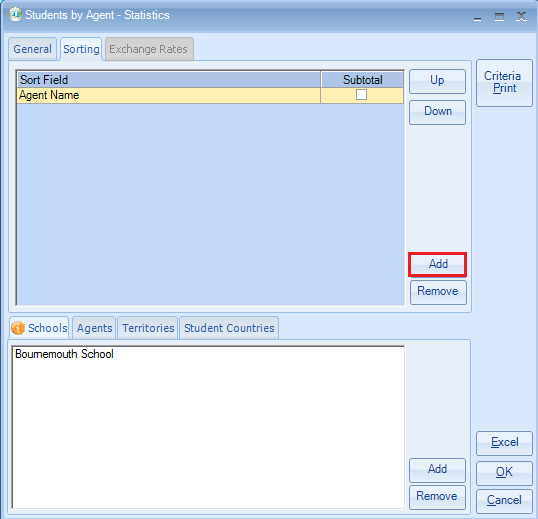 Students by Agent - Statistics
General Sorting Exchange Rates
Sort Field Subtotal
Agent Name
Up
Down
Add
Remove
Criteria
Print
Schools Agents Territories Student Countries
Bournemouth School
Add
Remove
Excel
OK
Cancel